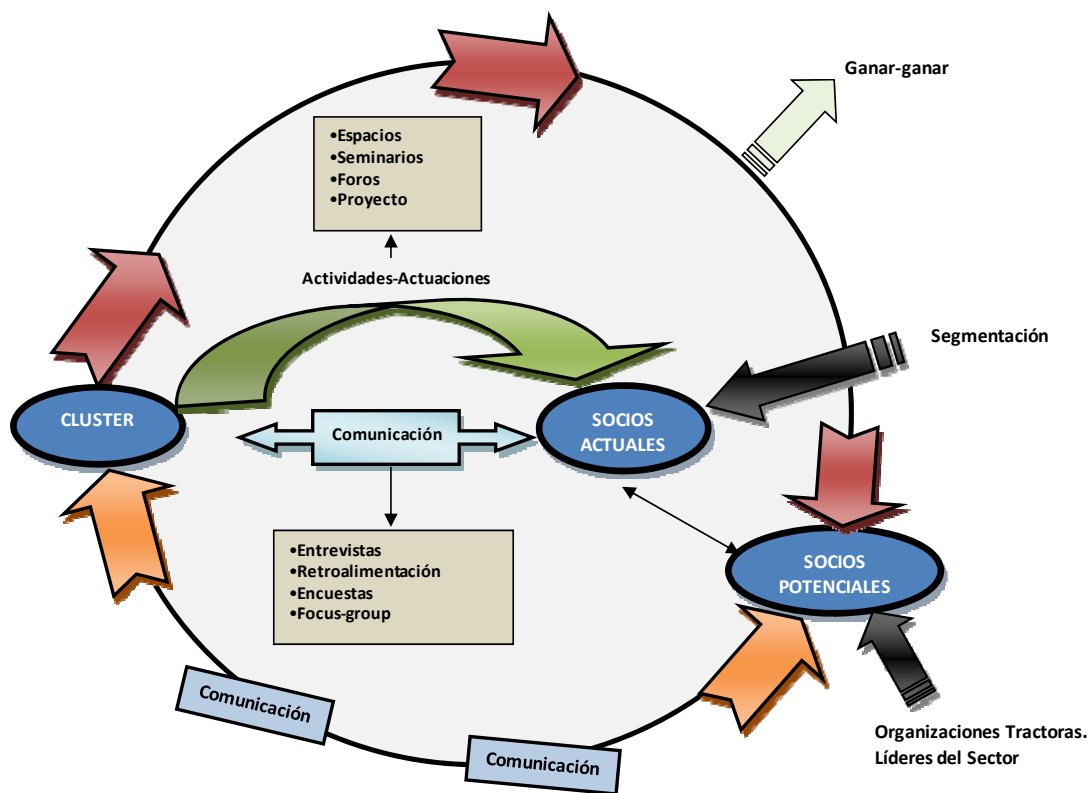 Ganar-ganar
•Espacios
•Seminarios
•Foros
•Proyecto
Actividades-Actuaciones
Segmentación
CLUSTER
Comunicación
SOCIOS
ACTUALES
•Entrevistas
•Retroalimentación
•Encuestas
•Focus-group
SOCIOS
POTENCIALES
Comunicación
Comunicación
Organizaciones Tractoras.
Líderes del Sector